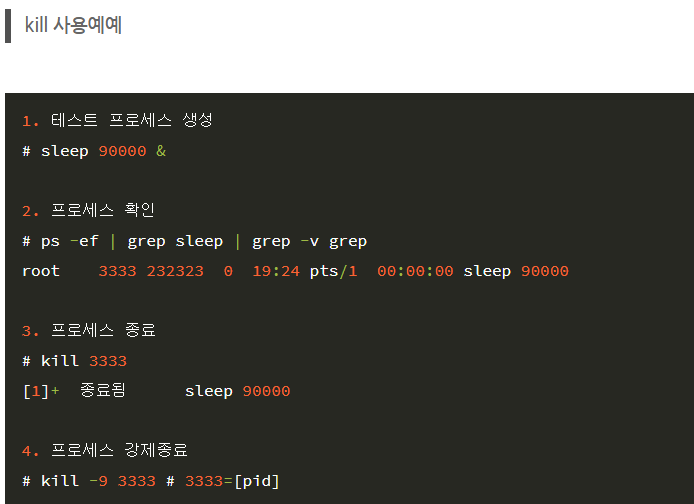 kill 사용예예
1. 테스트 프로세스 생성
# sleep 90000 &
2. 프로세스 확인
# ps -ef | grep sleep | grep -v grep
root    3333 232323  0  19:24 pts/1  00:00:00 sleep 90000
3. 프로세스 종료
# kill 3333
[1]+  종료됨      sleep 90000
4. 프로세스 강제종료
# kill -9 3333 # 3333=[pid]